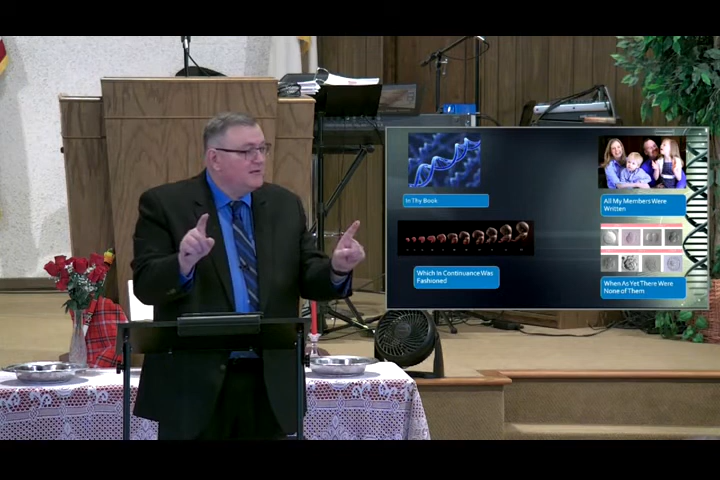 In Thy Book
All My Members Were
Written
Which In Continuance Was
Fashioned
When As Yet There Were
None of Them